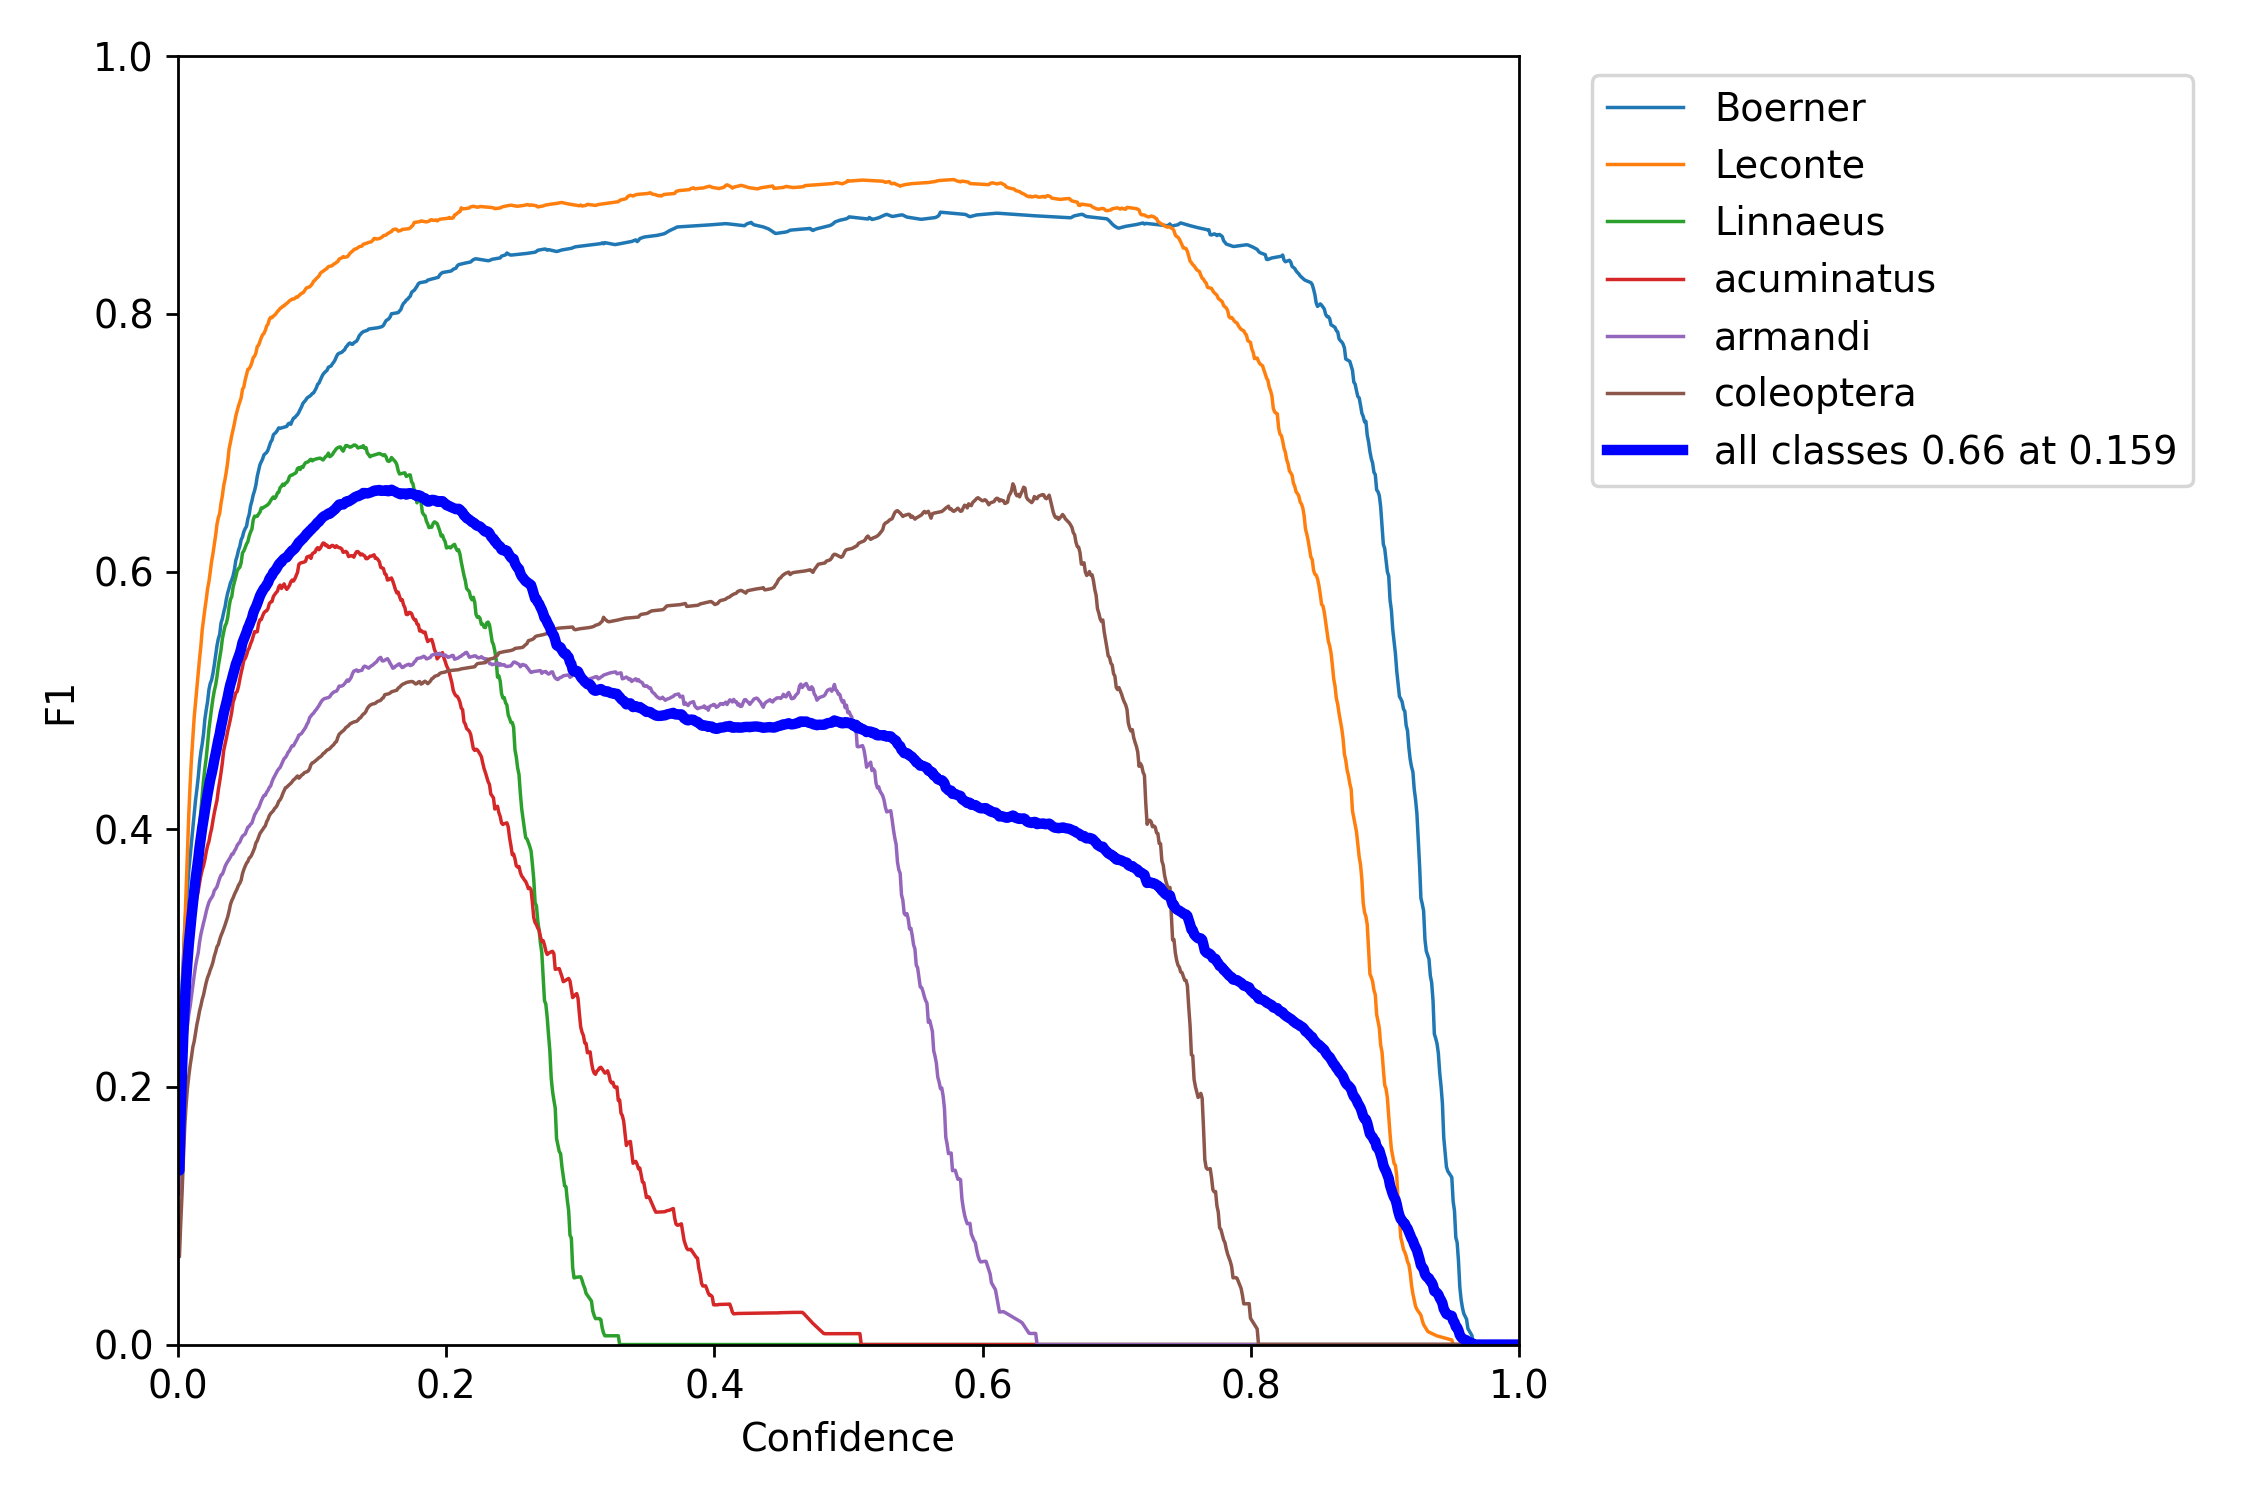 1.0
0.8
0.6
0.4
0.2
0.0
F1
0.0 0.2 0.4 0.6 0.8 1.0
Confidence
Boerner
Leconte
Linnaeus
acuminatus
armandi
coleoptera
all classes 0.66 at 0.159